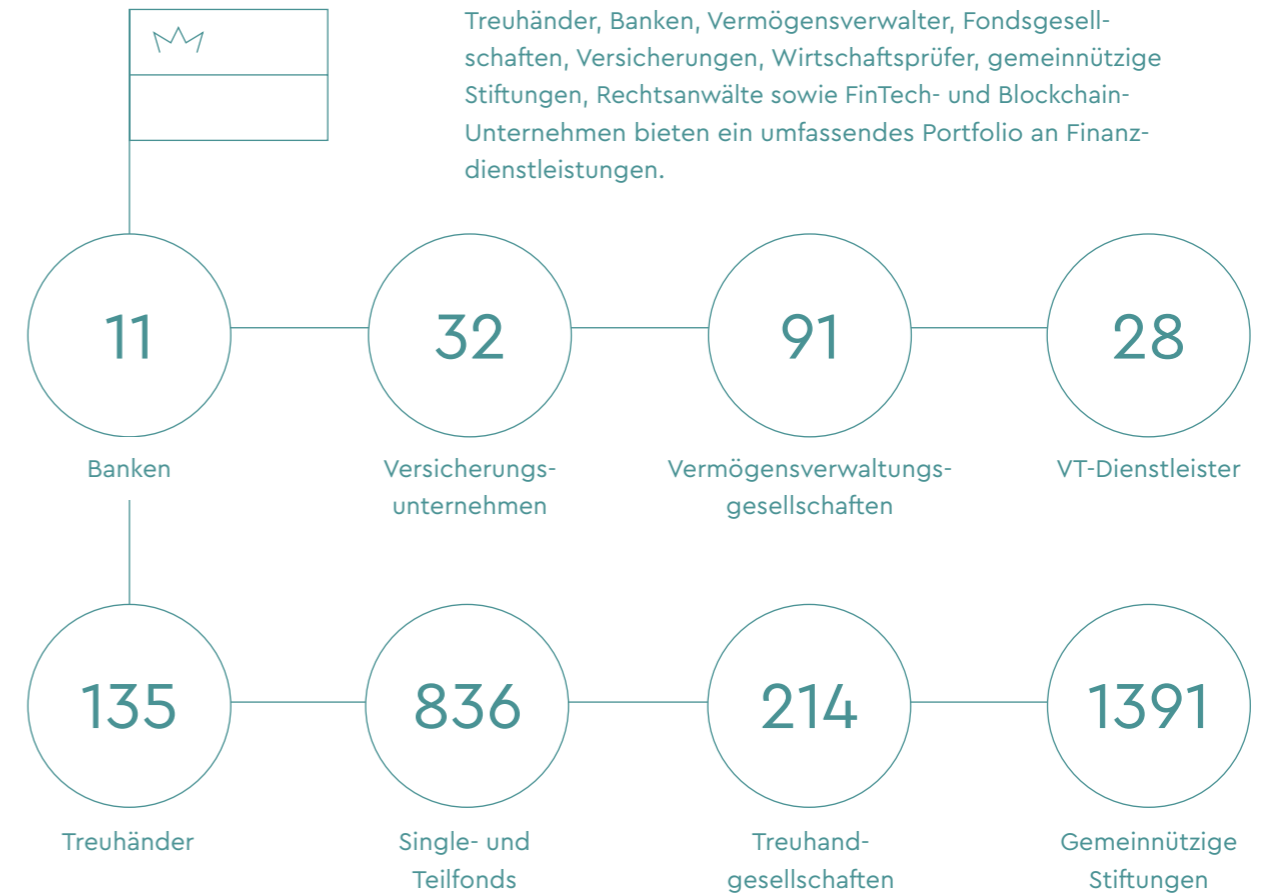 Treuhänder, Banken, Vermögensverwalter, Fondsgesell-
schaften, Versicherungen, Wirtschaftsprüfer, gemeinnützige
Stiftungen, Rechtsanwälte sowie FinTech- und Blockchain-
Unternehmen bieten ein umfassendes Portfolio an Finanz-
dienstleistungen.
11
Banken
32
Versicherungs-
unternehmen
91
Vermögensverwaltungs-
gesellschaften
28
VT-Dienstleister
135
Treuhänder
836
Single- und
Teilfonds
214
Treuhand-
gesellschaften
1391
Gemeinnützige
Stiftungen